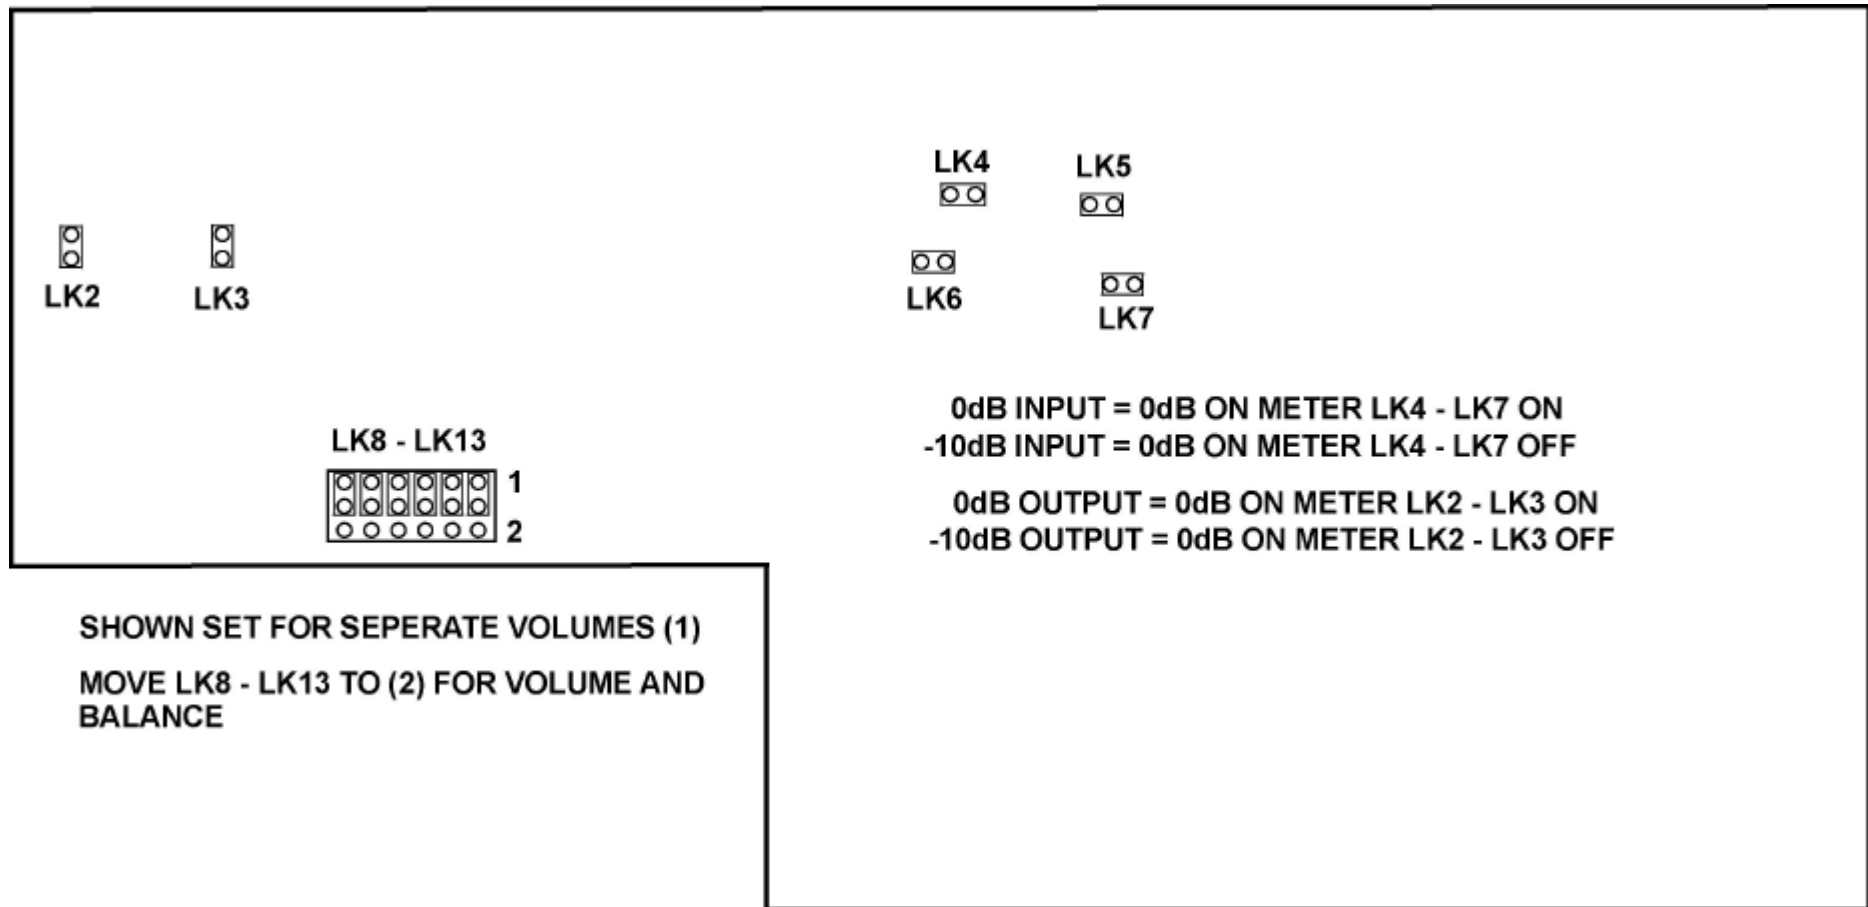 LK4
LK5
LK2
LK3
LK6
LK7
LK8 - LK13
1
2
0dB INPUT = 0dB ON METER LK4 - LK7 ON
-10dB INPUT = 0dB ON METER LK4 - LK7 OFF
0dB OUTPUT = 0dB ON METER LK2 - LK3 ON
-10dB OUTPUT = 0dB ON METER LK2 - LK3 OFF
SHOWN SET FOR SEPERATE VOLUMES (1)
MOVE LK8 - LK13 TO (2) FOR VOLUME AND
BALANCE